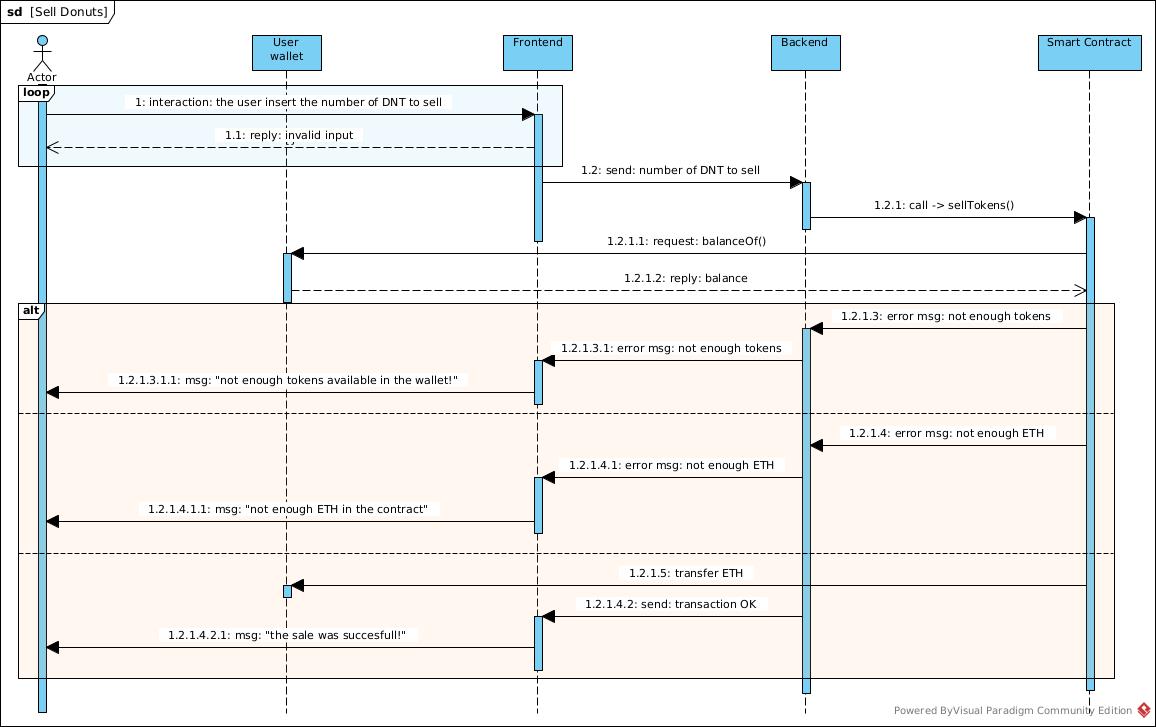 sd [Sell Donuts]
User
wallet
Frontend
Backend
Smart Contract
Actor
loop
1: interaction: the user insert the number of DNT to sell
1.1: reply: invalid input
1.2: send: number of DNT to sell
1.2.1: call -> sellTokens()
1.2.1.1: request: balanceOf()
1.2.1.2: reply: balance
alt
1.2.1.3: error msg: not enough tokens
1.2.1.3.1: error msg: not enough tokens
1.2.1.3.1.1: msg: "not enough tokens available in the wallet!"
1.2.1.4: error msg: not enough ETH
1.2.1.4.1: error msg: not enough ETH
1.2.1.4.1.1: msg: "not enough ETH in the contract"
1.2.1.5: transfer ETH
1.2.1.4.2: send: transaction OK
1.2.1.4.2.1: msg: "the sale was succesfull!"
Powered ByVisual Paradigm Community Edition